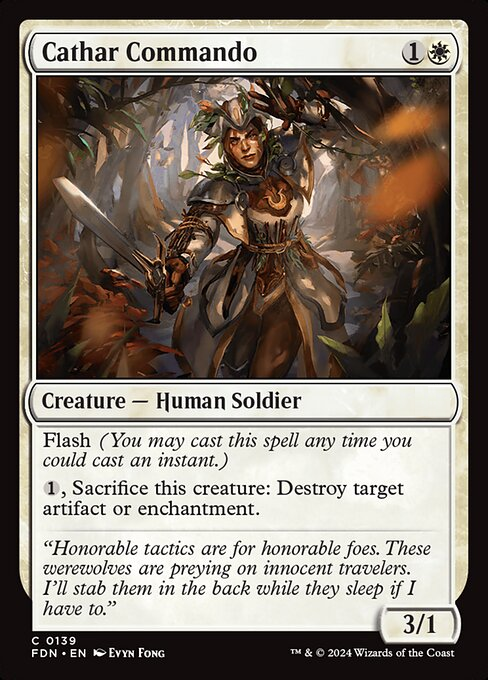 Cathar Commando 1
Creature — Human Soldier
Flash (You may cast this spell any time you
could cast an instant.)
1, Sacrifice this creature: Destroy target
artifact or enchantment.
“Honorable tactics are for honorable foes. These
werewolves are preying on innocent travelers.
I’ll stab them in the back while they sleep if I
have to.”
3/1
C 0139
FDN • EN Evyn Fong
™ & © 2024 Wizards of the Coast